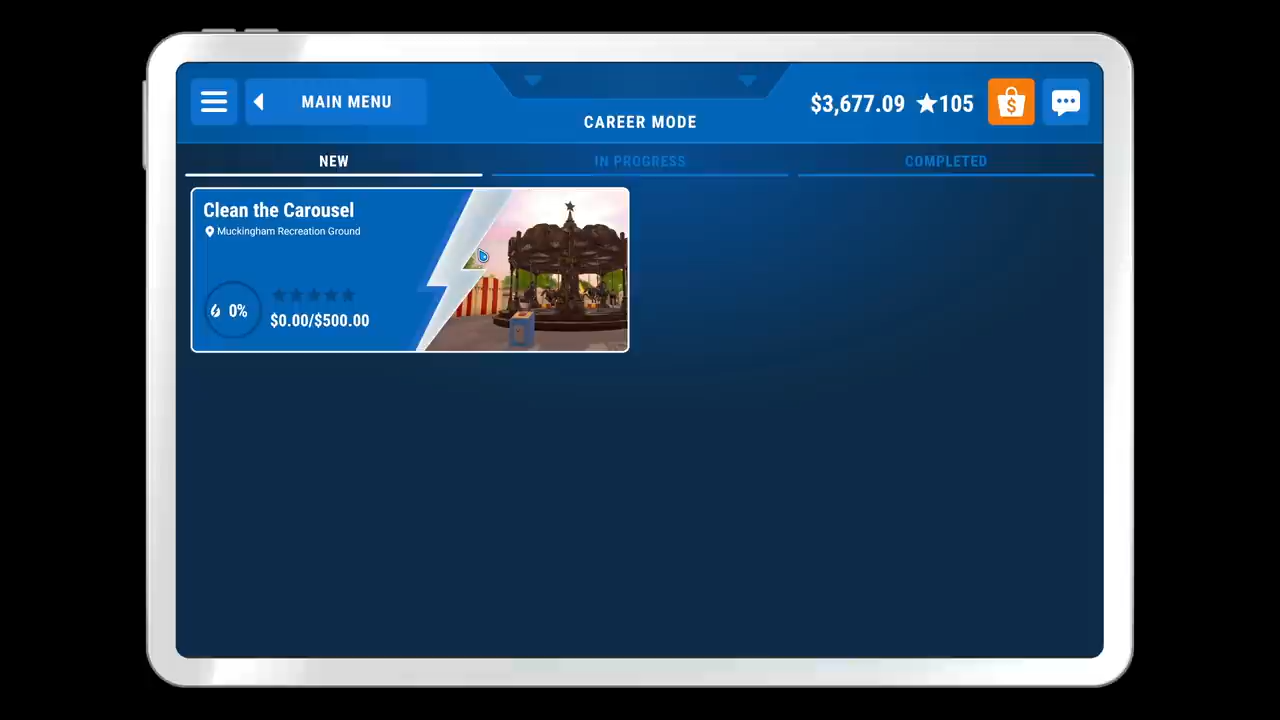 MAIN MENU
CAREER MODE
$3,677.09 ★105
NEW
IN PROGRESS
COMPLETED
Clean the Carousel
Muckingham Recreation Ground
0%
$0.00/$500.00